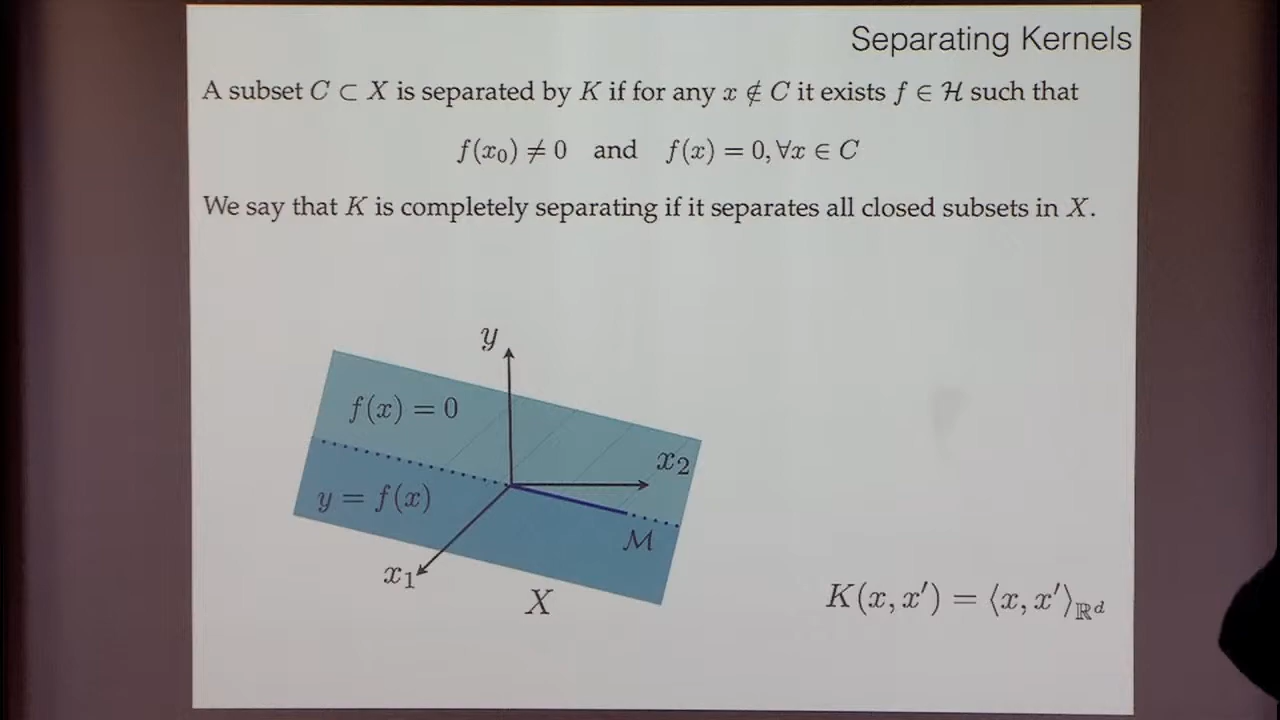 Separating Kernels
A subset C ⊂ X is separated by K if for any x ∉ C it exists f ∈ ℋ such that
f(x₀) ≠ 0 and f(x) = 0, ∀x ∈ C
We say that K is completely separating if it separates all closed subsets in X.
y
f(x) = 0
x₂
y = f(x)
ℳ
x₁
X
K(x, x′) = ⟨x, x′⟩_ℝᵈ